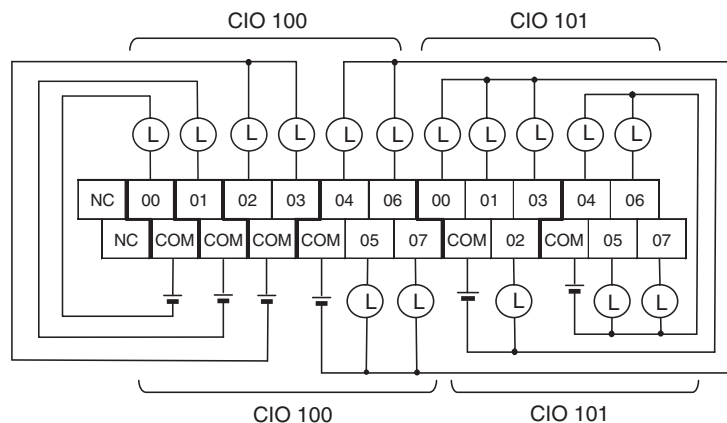 CIO 100 CIO 101
L L L L L L L L L L L
NC 00 01 02 03 04 06 00 01 03 04 06
NC COM COM COM COM 05 07 COM 02 COM 05 07
L L L L L
CIO 100 CIO 101